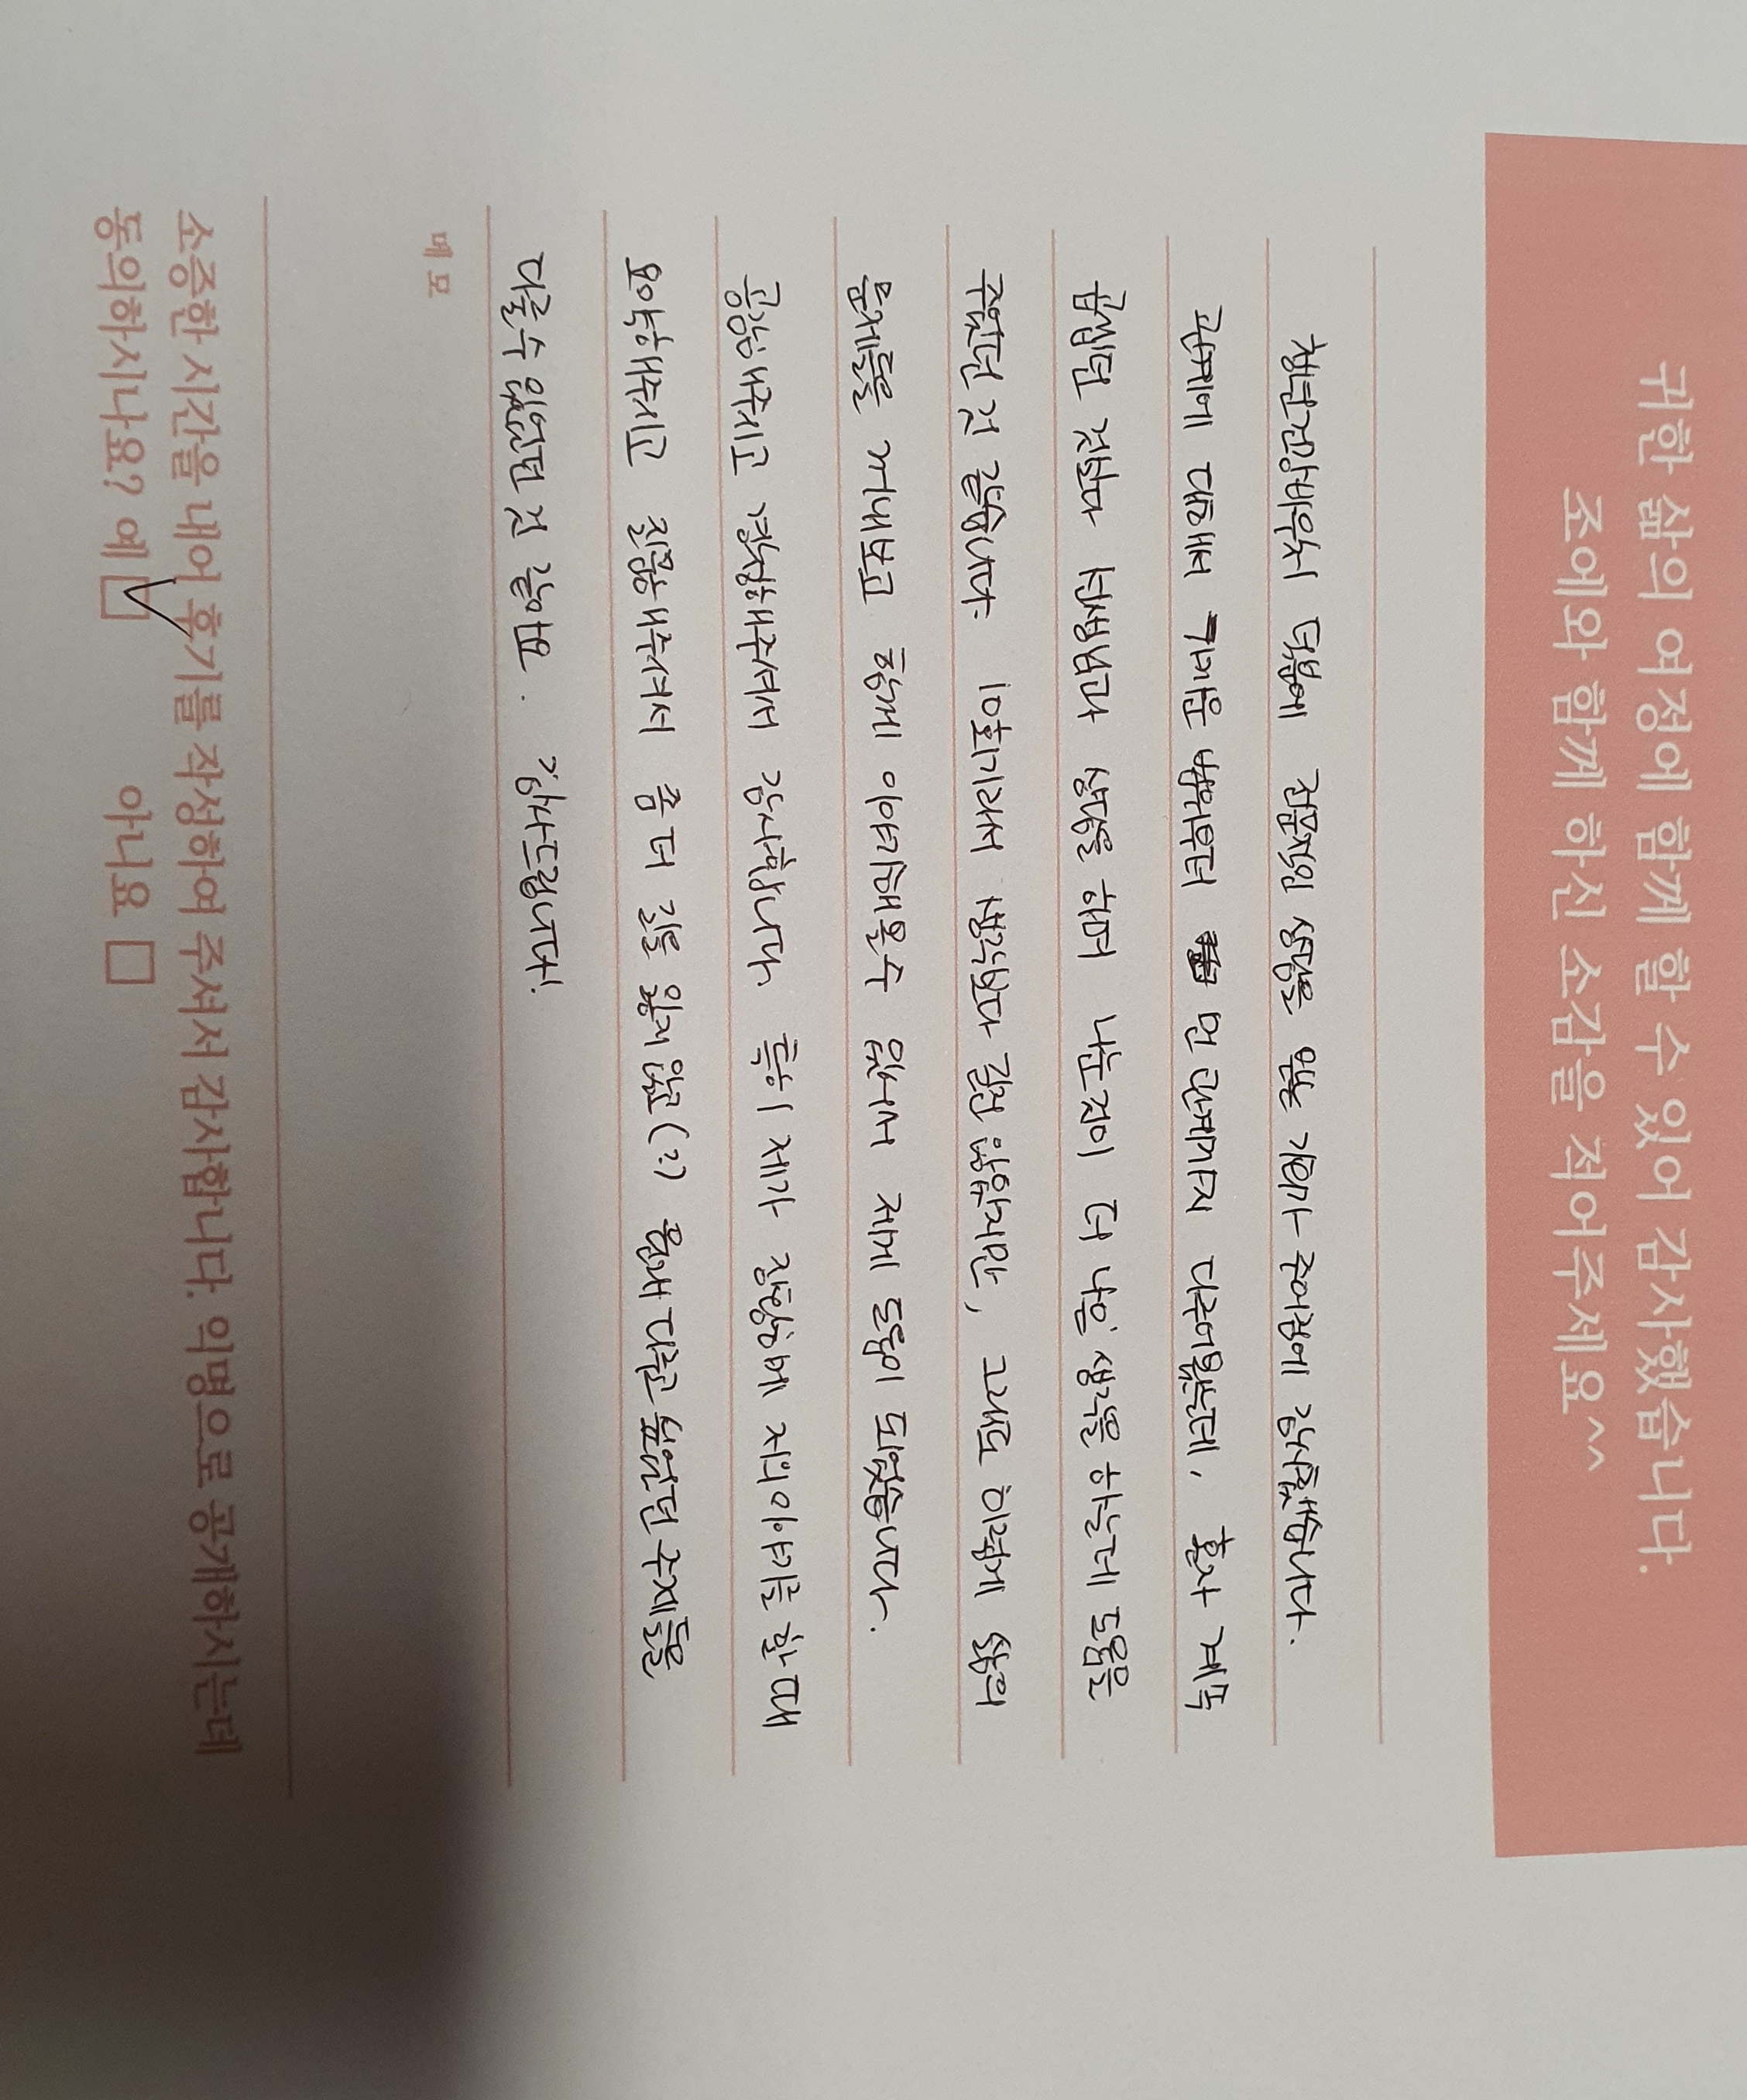 귀한 삶의 여정에 함께 할 수 있어 감사했습니다.
조에와 함께 하신 소감을 적어주세요^^
청년건강바우처 덕분에 전문적인 상담을 받는 기회가 주어짐에 감사했습니다.
관계에 대해서 가까운 범위부터 먼 관계까지 다루어봤는데, 혼자 계속
곱씹던 것보다 선생님과 상담을 하며 나눈것이 더 나은 생각을 하는데 도움을
주었던 것 같습니다. 10회기라서 생각보다 길진 않았지만, 그래도 이렇게 삶의
문제들을 꺼내보고 함께 이야기해볼수 있어서 제게 도움이 되었습니다.
공감해주시고 경청해주셔서 감사합니다. 특히 제가 장황하게 저의이야기를 할 때
요약해주시고 질문해주셔서 좀 더 길을 잃지 않고(?) 원래 다루고 싶었던 주제들을
다룰수 있었던 것 같아요. 감사드립니다!
메모
소중한 시간을 내어 후기를 작성하여 주셔서 감사합니다. 익명으로 공개하시는데
동의하시나요? 예 아니요